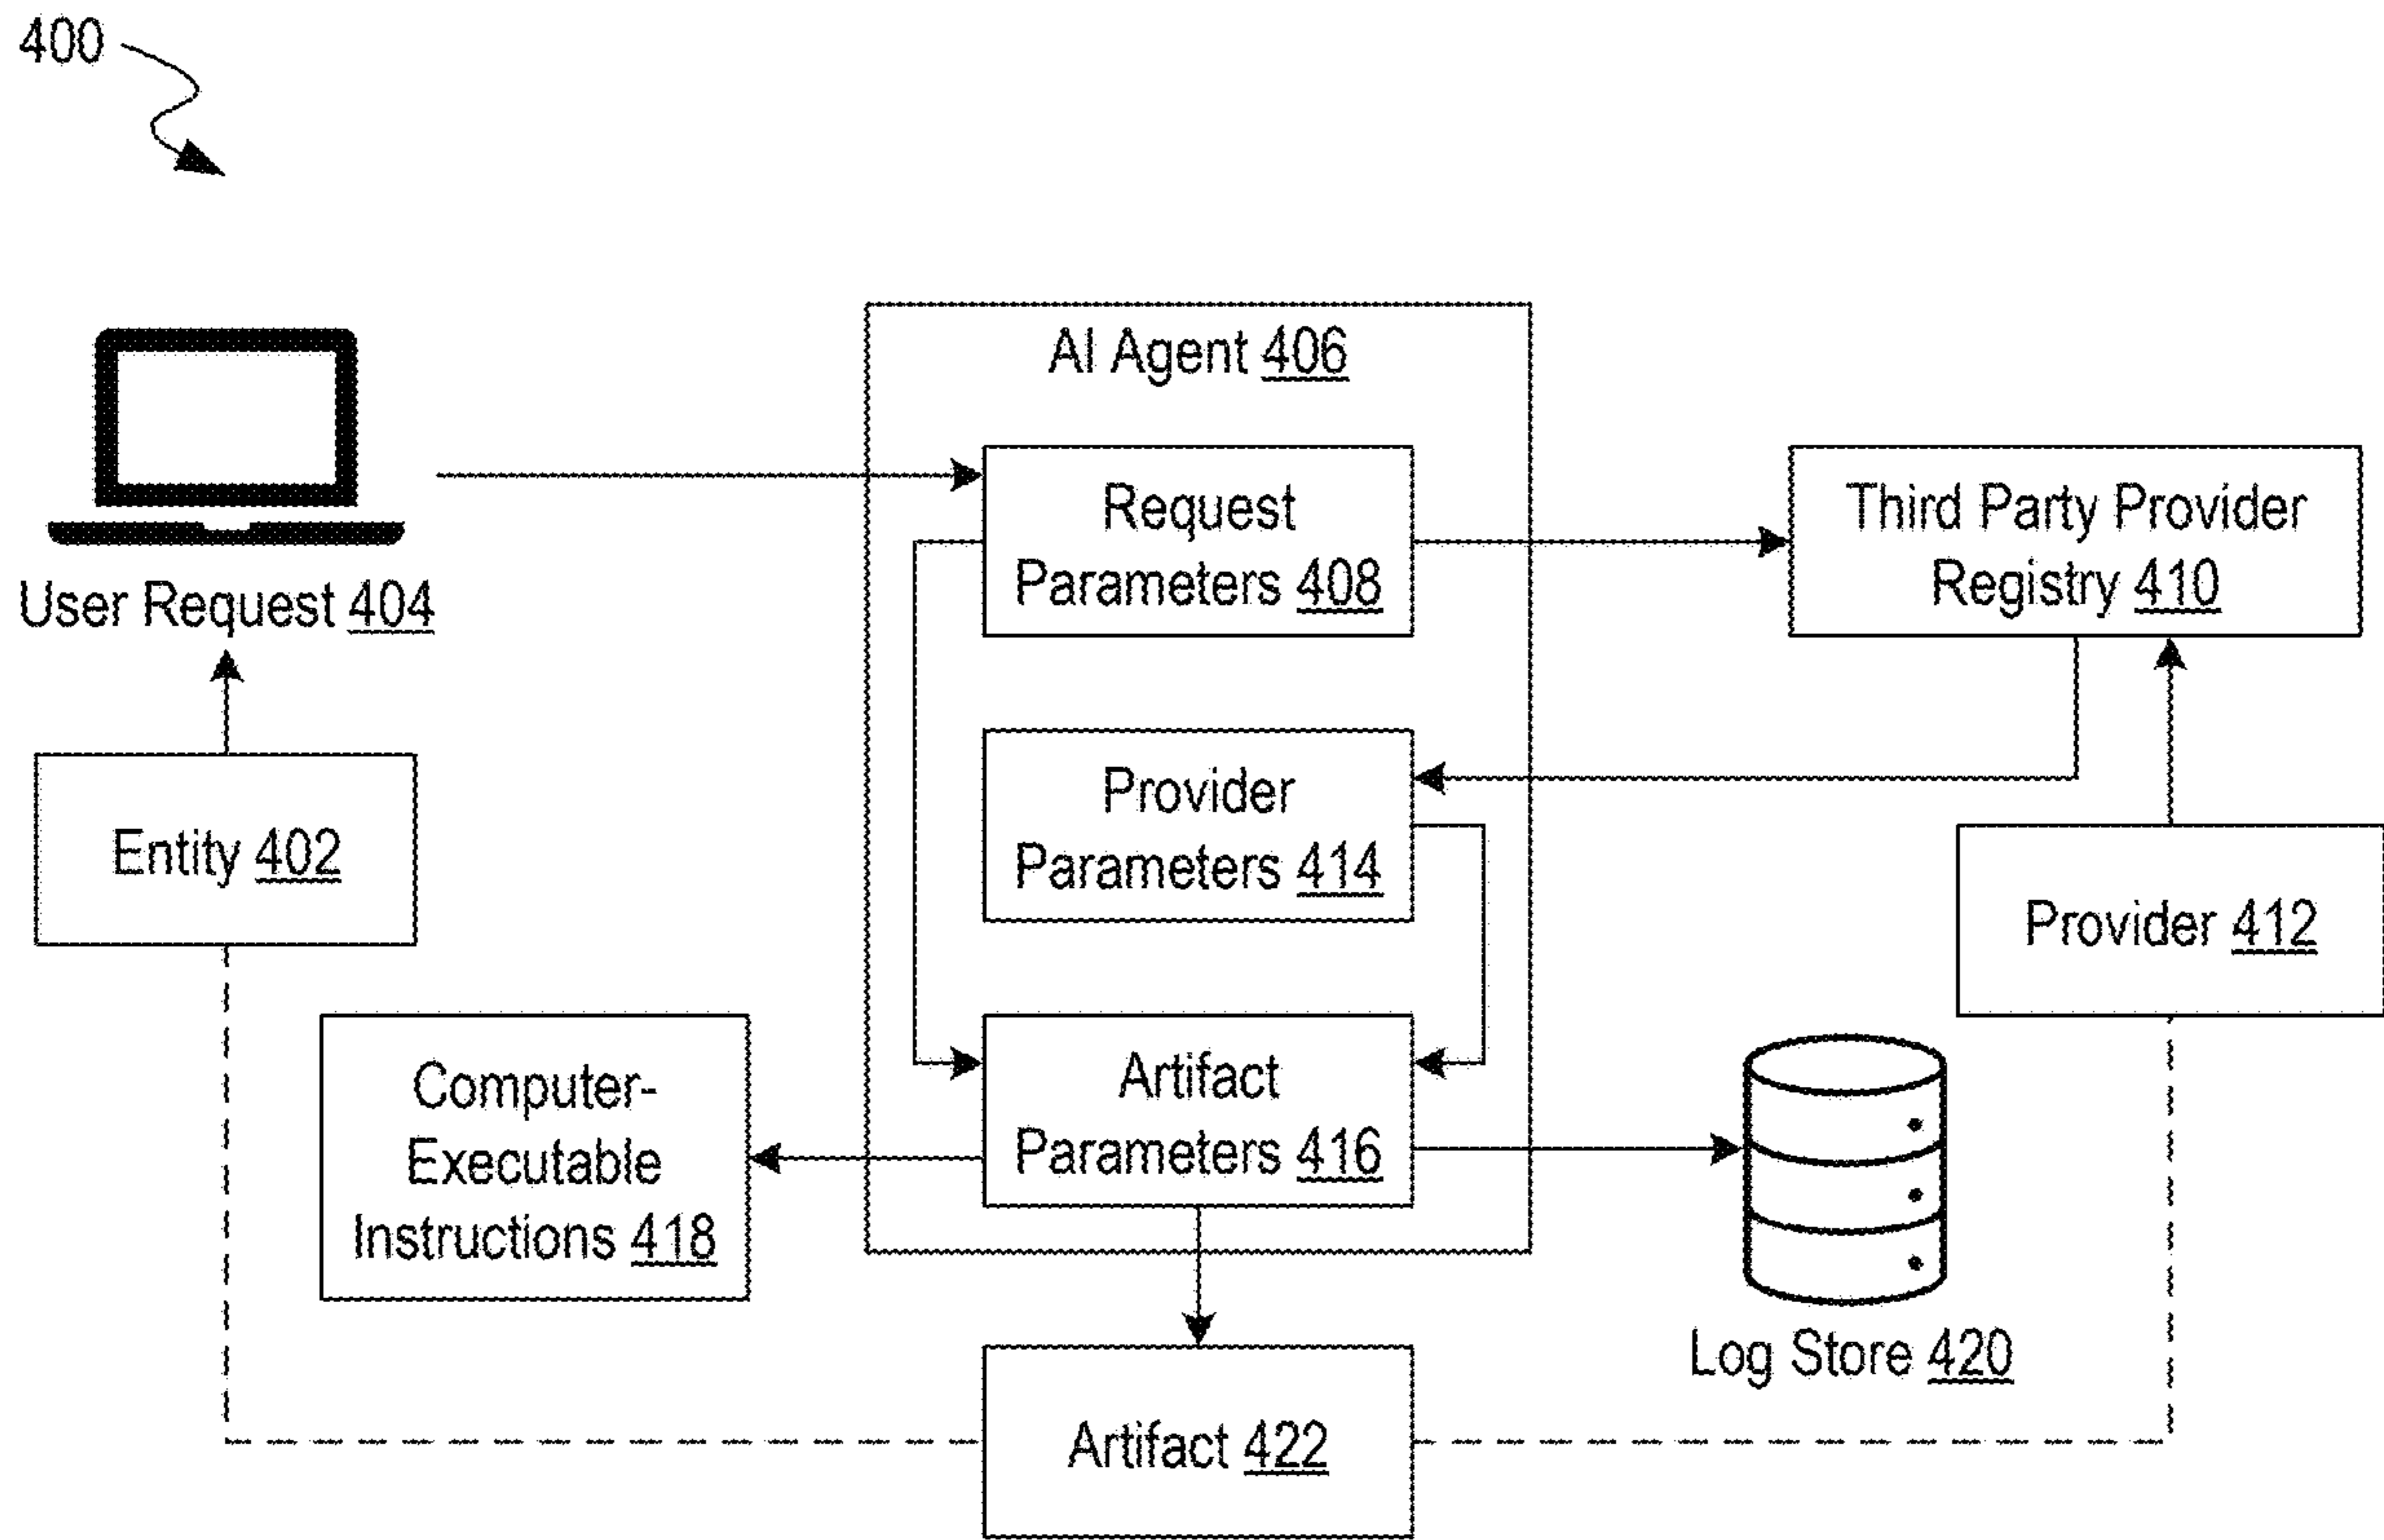 400
AI Agent 406
User Request 404
Request
Parameters 408
Third Party Provider
Registry 410
Entity 402
Provider
Parameters 414
Provider 412
Computer-
Executable
Instructions 418
Artifact
Parameters 416
Log Store 420
Artifact 422